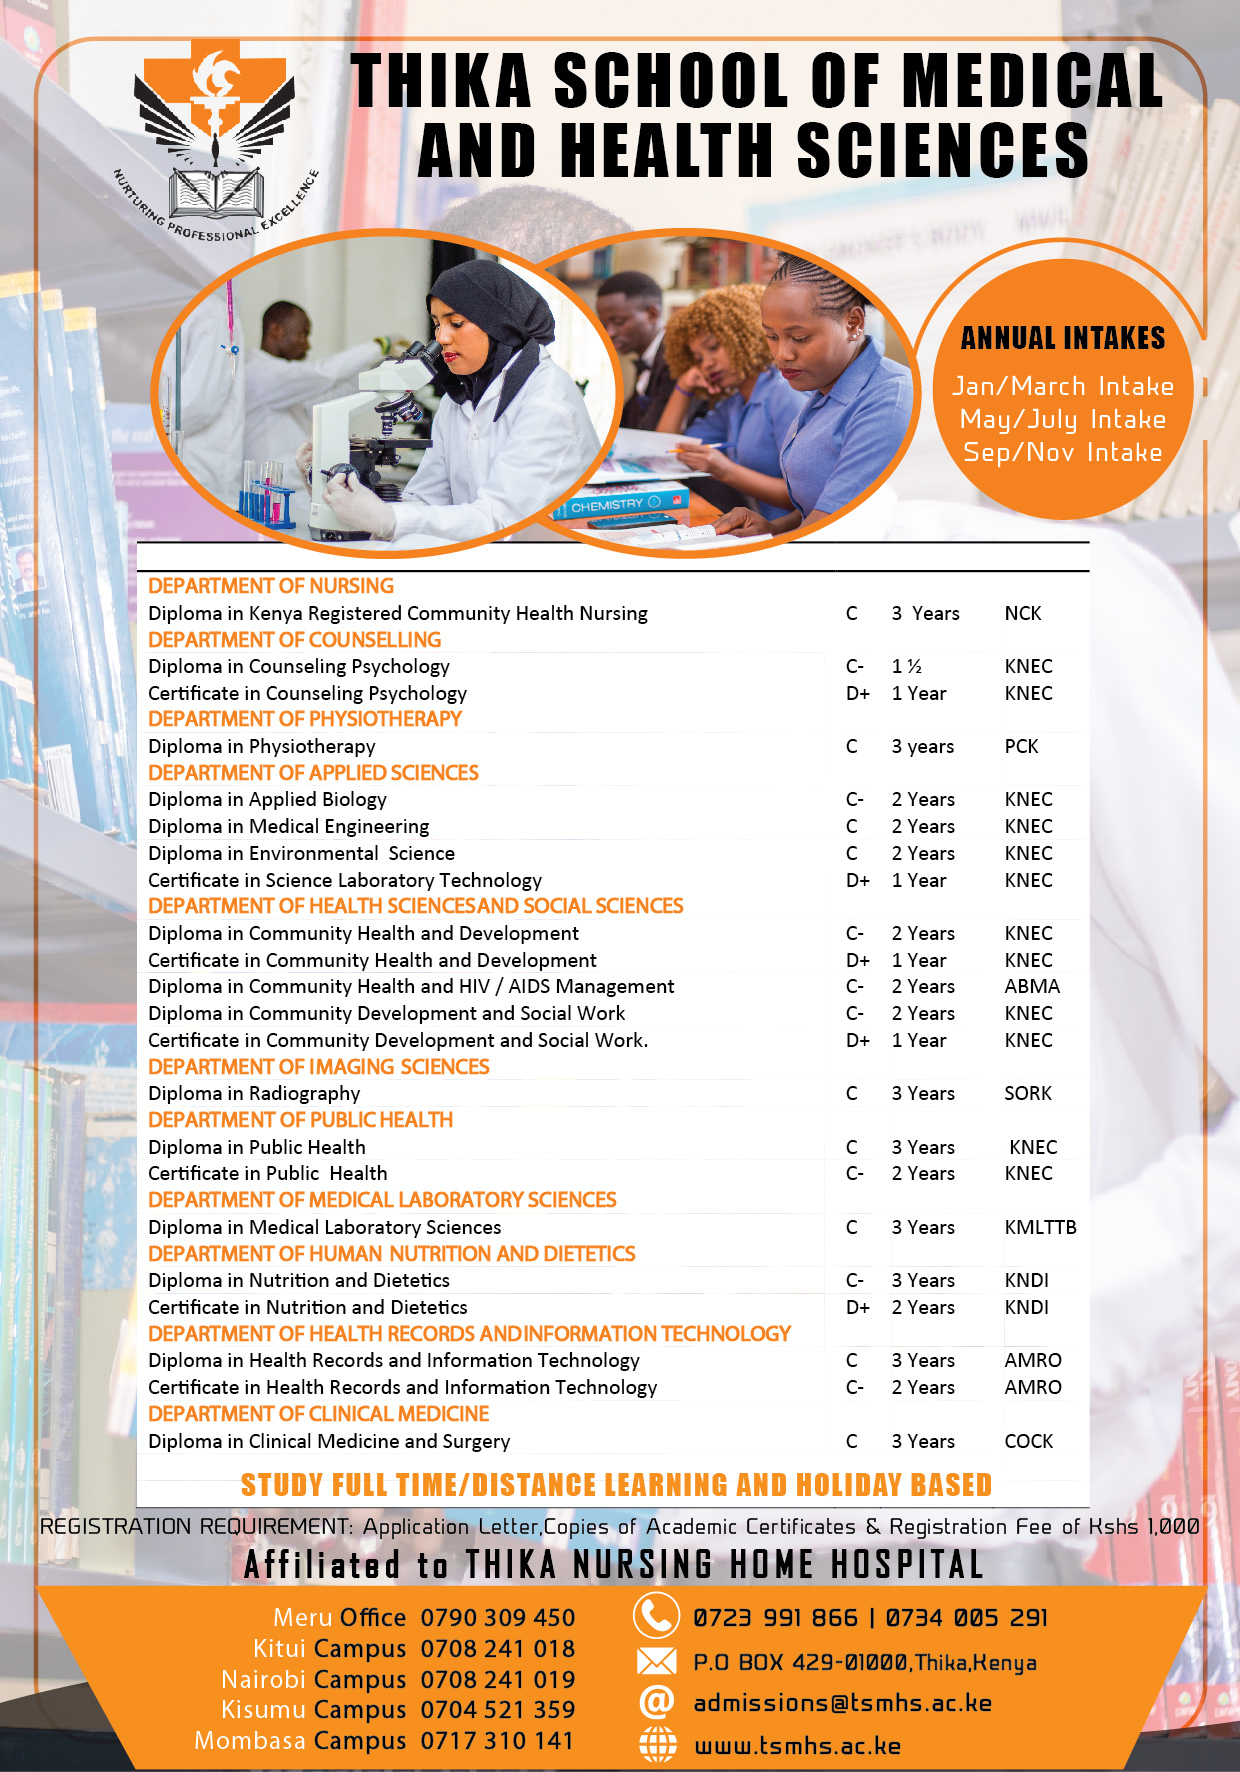 THIKA SCHOOL OF MEDICAL
AND HEALTH SCIENCES
NURTURING PROFESSIONAL EXCELLENCE
CHEMISTRY
ANNUAL INTAKES
Jan/March Intake
May/July Intake
Sep/Nov Intake
DEPARTMENT OF NURSING
Diploma in Kenya Registered Community Health Nursing C 3 Years NCK
DEPARTMENT OF COUNSELLING
Diploma in Counseling Psychology C- 1 ½ KNEC
Certificate in Counseling Psychology D+ 1 Year KNEC
DEPARTMENT OF PHYSIOTHERAPY
Diploma in Physiotherapy C 3 years PCK
DEPARTMENT OF APPLIED SCIENCES
Diploma in Applied Biology C- 2 Years KNEC
Diploma in Medical Engineering C 2 Years KNEC
Diploma in Environmental Science C 2 Years KNEC
Certificate in Science Laboratory Technology D+ 1 Year KNEC
DEPARTMENT OF HEALTH SCIENCES AND SOCIAL SCIENCES
Diploma in Community Health and Development C- 2 Years KNEC
Certificate in Community Health and Development D+ 1 Year KNEC
Diploma in Community Health and HIV / AIDS Management C- 2 Years ABMA
Diploma in Community Development and Social Work C- 2 Years KNEC
Certificate in Community Development and Social Work. D+ 1 Year KNEC
DEPARTMENT OF IMAGING SCIENCES
Diploma in Radiography C 3 Years SORK
DEPARTMENT OF PUBLIC HEALTH
Diploma in Public Health C 3 Years KNEC
Certificate in Public Health C- 2 Years KNEC
DEPARTMENT OF MEDICAL LABORATORY SCIENCES
Diploma in Medical Laboratory Sciences C 3 Years KMLTTB
DEPARTMENT OF HUMAN NUTRITION AND DIETETICS
Diploma in Nutrition and Dietetics C- 3 Years KNDI
Certificate in Nutrition and Dietetics D+ 2 Years KNDI
DEPARTMENT OF HEALTH RECORDS AND INFORMATION TECHNOLOGY
Diploma in Health Records and Information Technology C 3 Years AMRO
Certificate in Health Records and Information Technology C- 2 Years AMRO
DEPARTMENT OF CLINICAL MEDICINE
Diploma in Clinical Medicine and Surgery C 3 Years COCK
STUDY FULL TIME/DISTANCE LEARNING AND HOLIDAY BASED
REGISTRATION REQUIREMENT: Application Letter,Copies of Academic Certificates & Registration Fee of Kshs 1,000
Affiliated to THIKA NURSING HOME HOSPITAL
Meru Office 0790 309 450
Kitui Campus 0708 241 018
Nairobi Campus 0708 241 019
Kisumu Campus 0704 521 359
Mombasa Campus 0717 310 141
0723 991 866 | 0734 005 291
P.O BOX 429-01000,Thika,Kenya
admissions@tsmhs.ac.ke
www.tsmhs.ac.ke